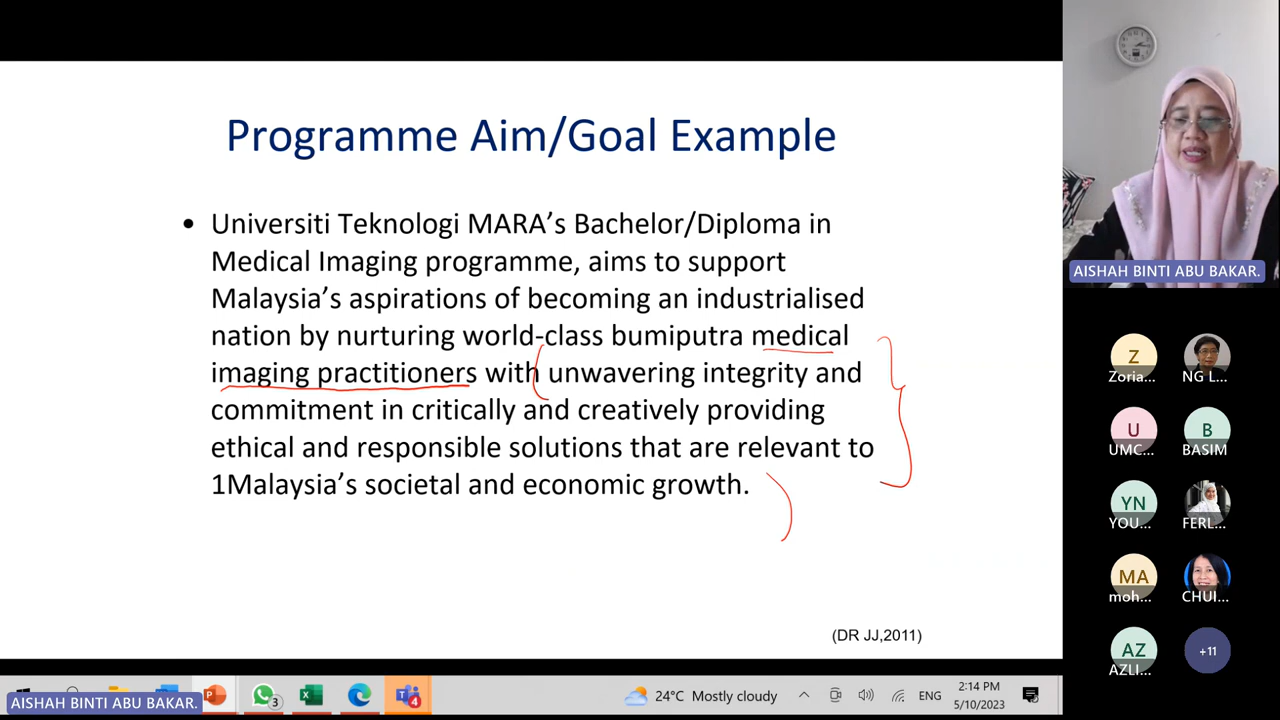 Programme Aim/Goal Example
• Universiti Teknologi MARA’s Bachelor/Diploma in
Medical Imaging programme, aims to support
Malaysia’s aspirations of becoming an industrialised
nation by nurturing world-class bumiputra medical
imaging practitioners with unwavering integrity and
commitment in critically and creatively providing
ethical and responsible solutions that are relevant to
1Malaysia’s societal and economic growth.
(DR JJ,2011)
AISHAH BINTI ABU BAKAR.
Z
Zoria...
NG L...
U
UMC...
B
BASIM
YN
YOU...
FERL...
MA
moh...
CHUI...
AZ
AZLI...
+11
AISHAH BINTI ABU BAKAR.
3
4
24°C Mostly cloudy
ENG
2:14 PM
5/10/2023